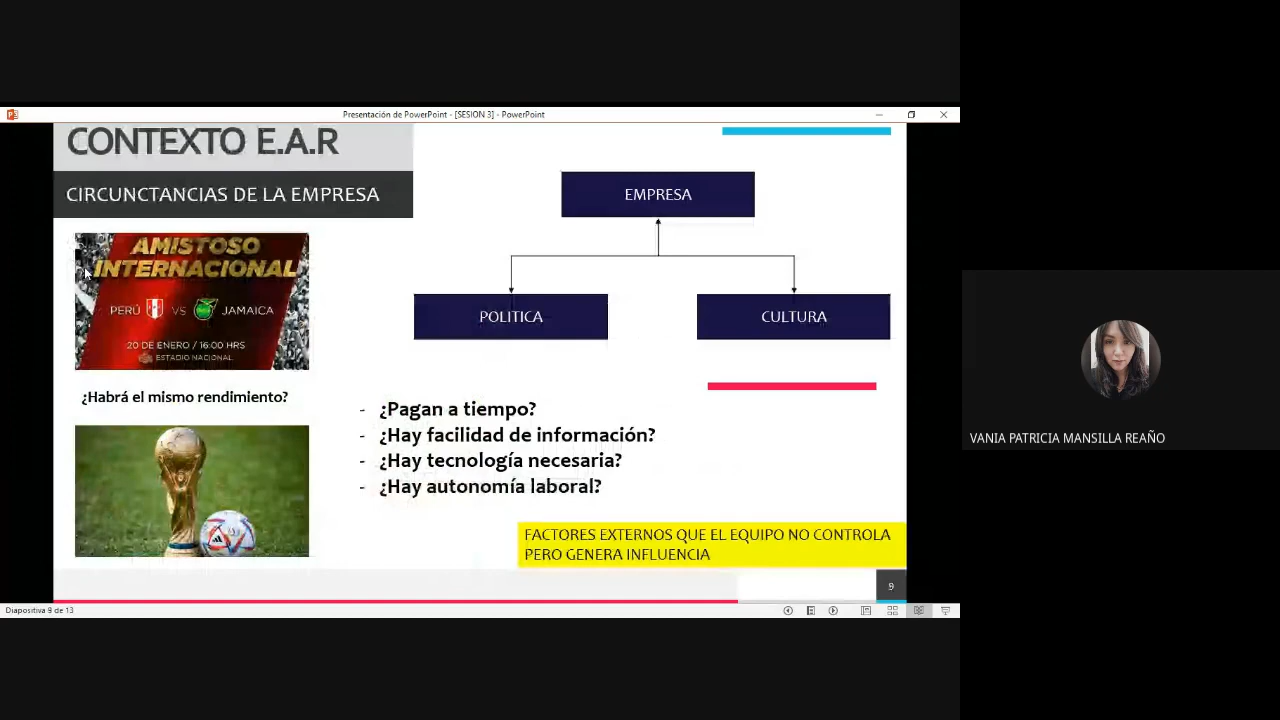 Presentación de PowerPoint - [SESION 3] - PowerPoint
CONTEXTO E.A.R
CIRCUNCTANCIAS DE LA EMPRESA
EMPRESA
AMISTOSO
INTERNACIONAL
PERÚ VS JAMAICA
20 DE ENERO / 16:00 HRS
ESTADIO NACIONAL
POLITICA
CULTURA
¿Habrá el mismo rendimiento?
- ¿Pagan a tiempo?
- ¿Hay facilidad de información?
- ¿Hay tecnología necesaria?
- ¿Hay autonomía laboral?
FACTORES EXTERNOS QUE EL EQUIPO NO CONTROLA
PERO GENERA INFLUENCIA
9
Diapositiva 9 de 13
VANIA PATRICIA MANSILLA REAÑO